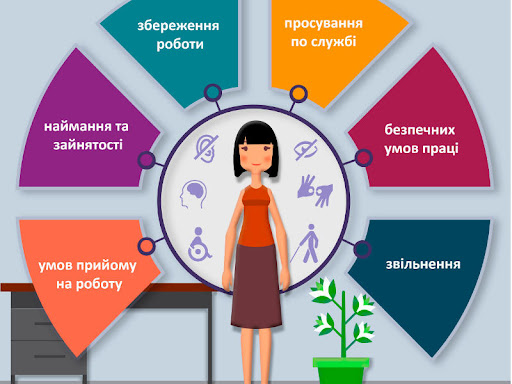 умов прийому
на роботу
наймання та
зайнятості
збереження
роботи
просування
по службі
безпечних
умов праці
звільнення